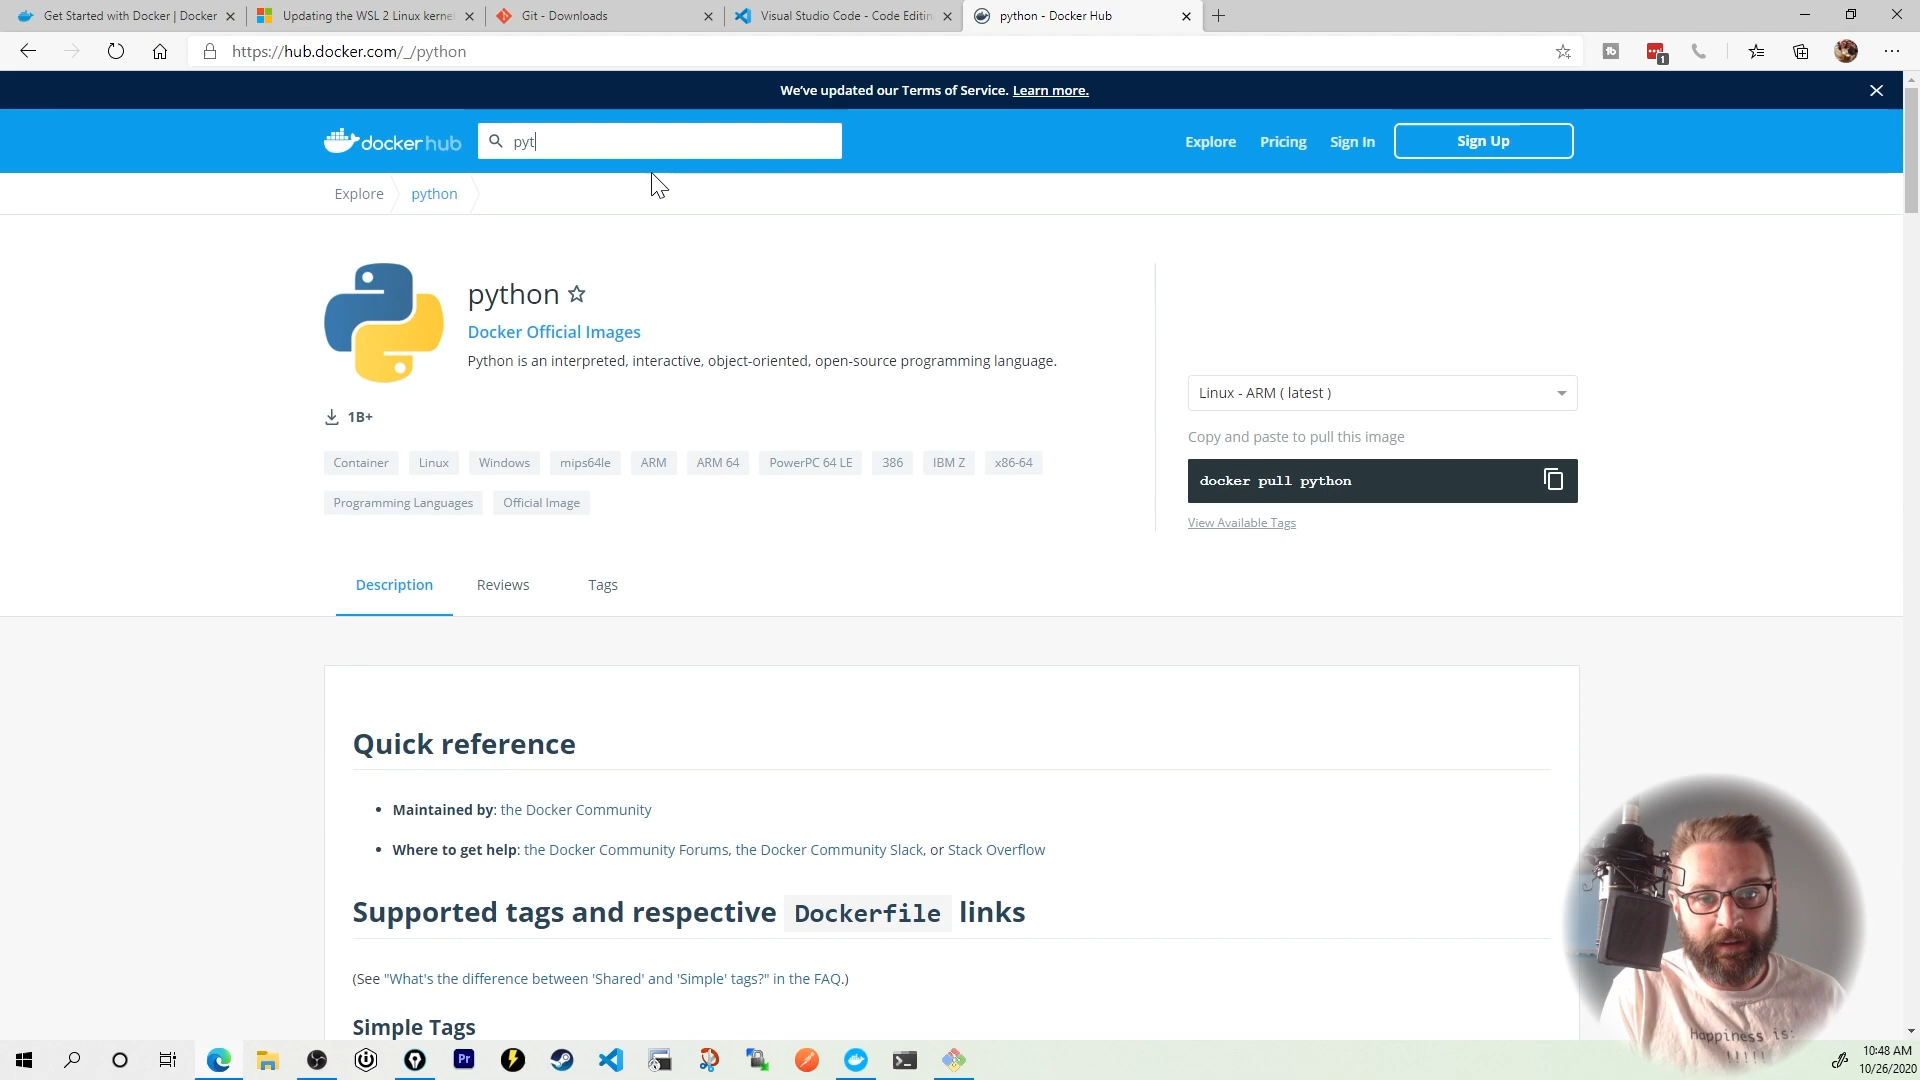 Get Started with Docker | Docker
Updating the WSL 2 Linux kerne
Git - Downloads
Visual Studio Code - Code Editin
python - Docker Hub
https://hub.docker.com/_/python
1
We've updated our Terms of Service. Learn more.
docker hub
pyt
Explore
Pricing
Sign In
Sign Up
Explore
python
python
Docker Official Images
Python is an interpreted, interactive, object-oriented, open-source programming language.
1B+
Linux - ARM ( latest )
Copy and paste to pull this image
docker pull python
View Available Tags
Container
Linux
Windows
mips64le
ARM
ARM 64
PowerPC 64 LE
386
IBM Z
x86-64
Programming Languages
Official Image
Description
Reviews
Tags
Quick reference
• Maintained by: the Docker Community
• Where to get help: the Docker Community Forums, the Docker Community Slack, or Stack Overflow
Supported tags and respective Dockerfile links
(See "What's the difference between 'Shared' and 'Simple' tags?" in the FAQ.)
Simple Tags
Happiness is:
Pr
10:48 AM
10/26/2020